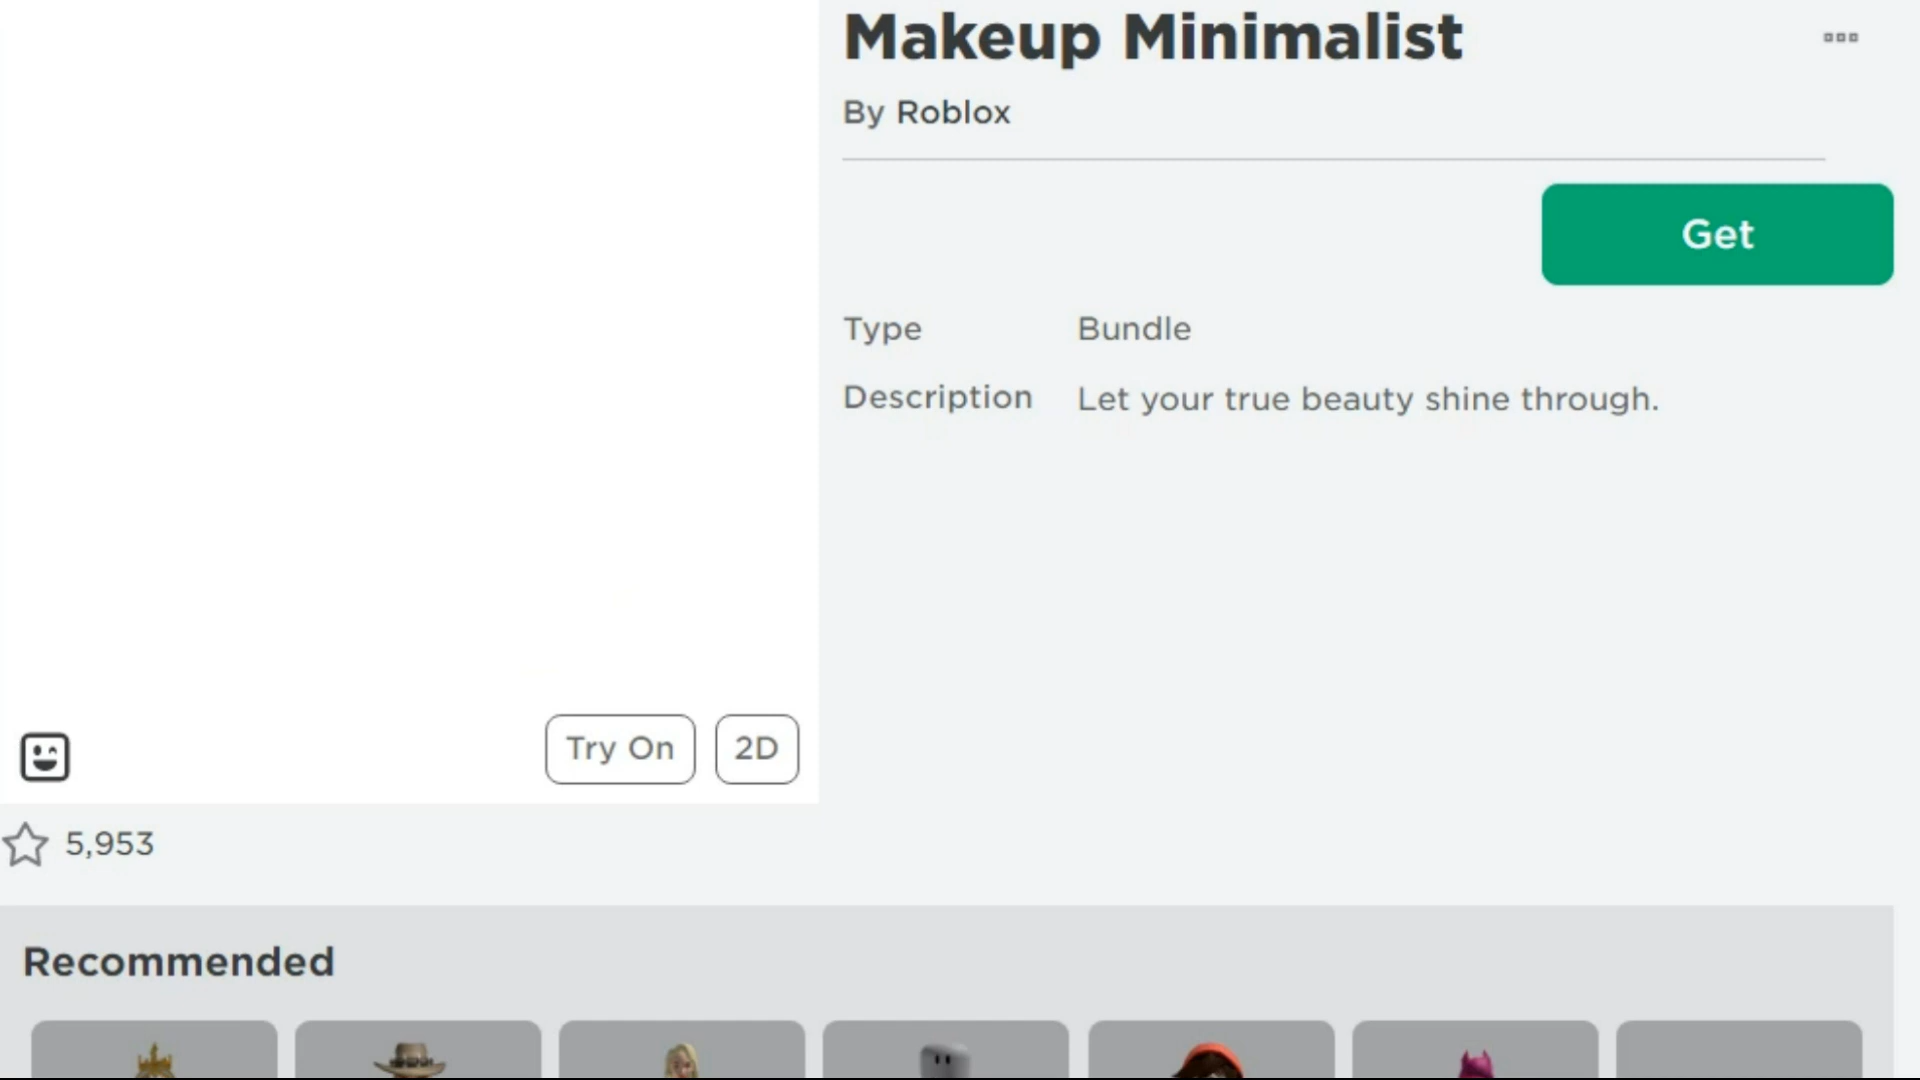 Makeup Minimalist
By Roblox
Get
Type Bundle
Description Let your true beauty shine through.
Try On 2D
5,953
Recommended